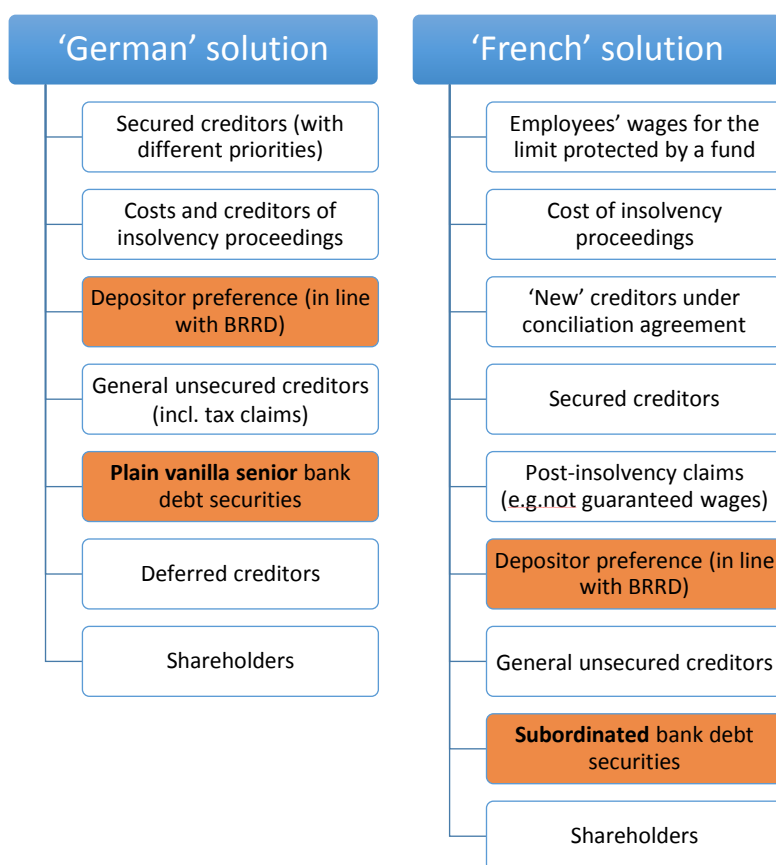 ‘German’ solution
Secured creditors (with
different priorities)
Costs and creditors of
insolvency proceedings
Depositor preference (in line
with BRRD)
General unsecured creditors
(incl. tax claims)
Plain vanilla senior bank
debt securities
Deferred creditors
Shareholders
‘French’ solution
Employees’ wages for the
limit protected by a fund
Cost of insolvency
proceedings
‘New’ creditors under
conciliation agreement
Secured creditors
Post-insolvency claims
(e.g.not guaranteed wages)
Depositor preference (in line
with BRRD)
General unsecured creditors
Subordinated bank debt
securities
Shareholders